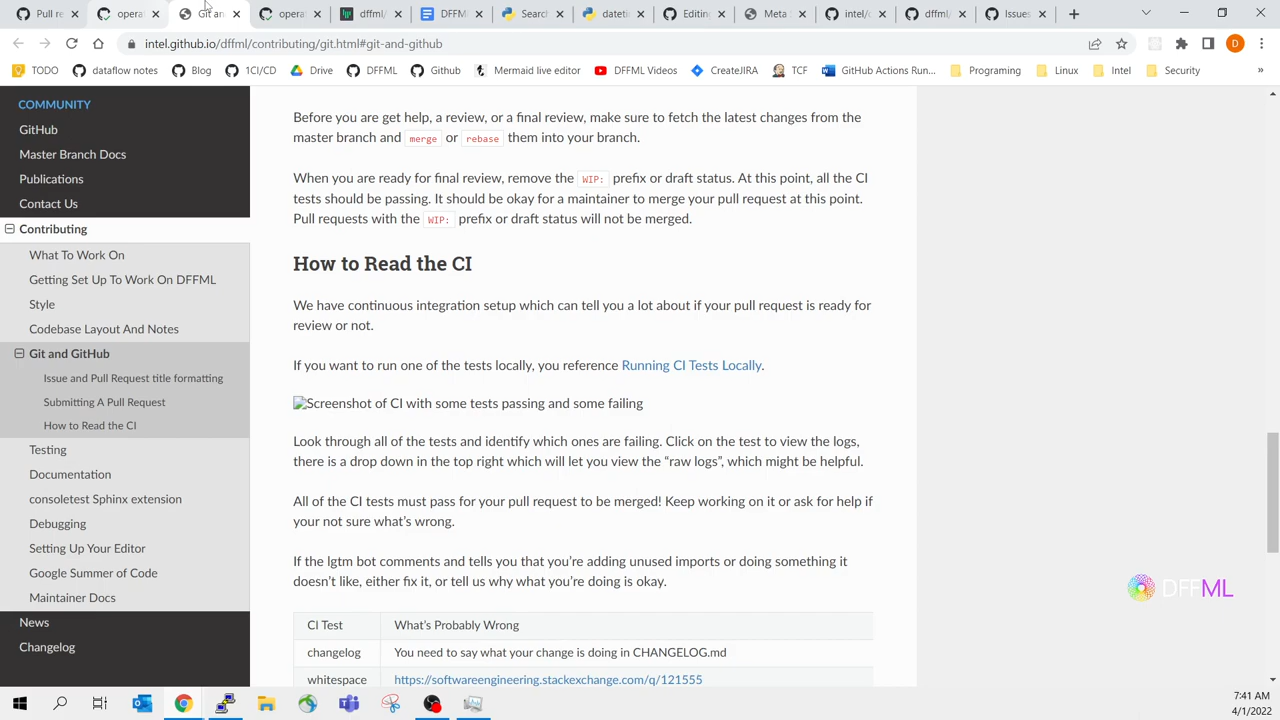 Pull re
opera
Git an
opera
dffml/
DFFM
Search
dateti
Editing
Meta
intel/
dffml/
Issues
intel.github.io/dffml/contributing/git.html#git-and-github
D
TODO
dataflow notes
Blog
1CI/CD
Drive
DFFML
Github
Mermaid live editor
DFFML Videos
CreateJIRA
TCF
GitHub Actions Run...
Programing
Linux
Intel
Security
»
COMMUNITY
GitHub
Master Branch Docs
Publications
Contact Us
Contributing
What To Work On
Getting Set Up To Work On DFFML
Style
Codebase Layout And Notes
Git and GitHub
Issue and Pull Request title formatting
Submitting A Pull Request
How to Read the CI
Testing
Documentation
consoletest Sphinx extension
Debugging
Setting Up Your Editor
Google Summer of Code
Maintainer Docs
News
Changelog
Before you are get help, a review, or a final review, make sure to fetch the latest changes from the
master branch and merge or rebase them into your branch.
When you are ready for final review, remove the WIP: prefix or draft status. At this point, all the CI
tests should be passing. It should be okay for a maintainer to merge your pull request at this point.
Pull requests with the WIP: prefix or draft status will not be merged.
How to Read the CI
We have continuous integration setup which can tell you a lot about if your pull request is ready for
review or not.
If you want to run one of the tests locally, you reference Running CI Tests Locally.
Screenshot of CI with some tests passing and some failing
Look through all of the tests and identify which ones are failing. Click on the test to view the logs,
there is a drop down in the top right which will let you view the “raw logs”, which might be helpful.
All of the CI tests must pass for your pull request to be merged! Keep working on it or ask for help if
your not sure what’s wrong.
If the lgtm bot comments and tells you that you’re adding unused imports or doing something it
doesn’t like, either fix it, or tell us why what you’re doing is okay.
CI Test What’s Probably Wrong
changelog You need to say what your change is doing in CHANGELOG.md
whitespace https://softwareengineering.stackexchange.com/q/121555
DFFML
7:41 AM
4/1/2022